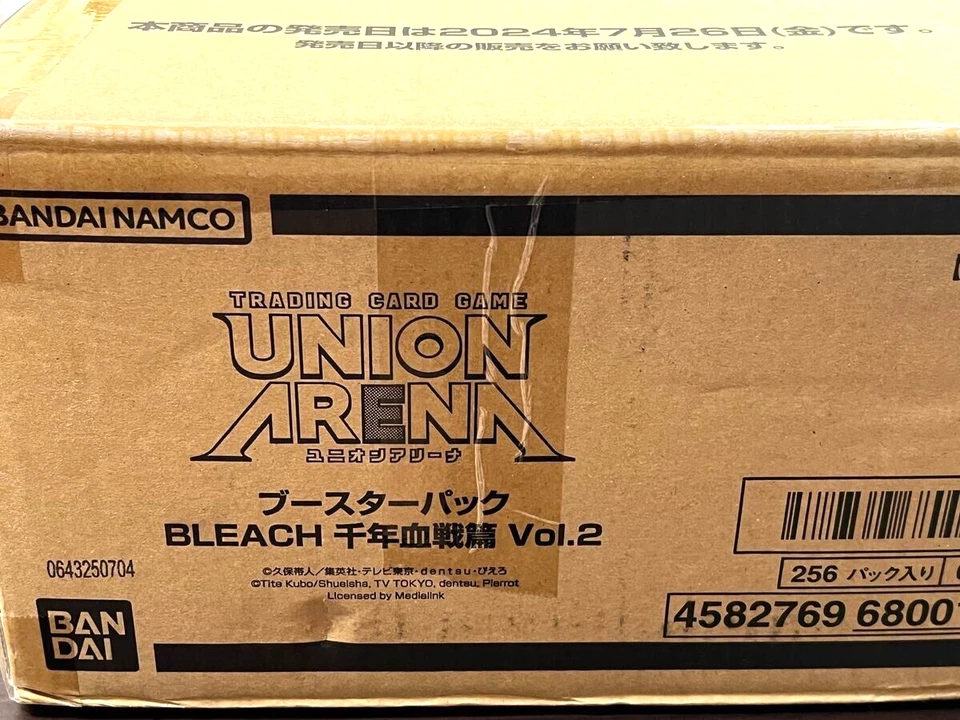 本商品の発売日は2024年7月26日(金)です。
発売日以降の販売をお願い致します。
BANDAI NAMCO
TRADING CARD GAME
UNION
ARENA
ユニオンアリーナ
ブースターパック
BLEACH 千年血戦篇 Vol.2
0643250704
©久保帯人／集英社・テレビ東京・dentsu・ぴえろ
©Tite Kubo/Shueisha, TV TOKYO, dentsu, Pierrot
Licensed by Medialink
256 パック入り
4582769 6800
BAN
DAI